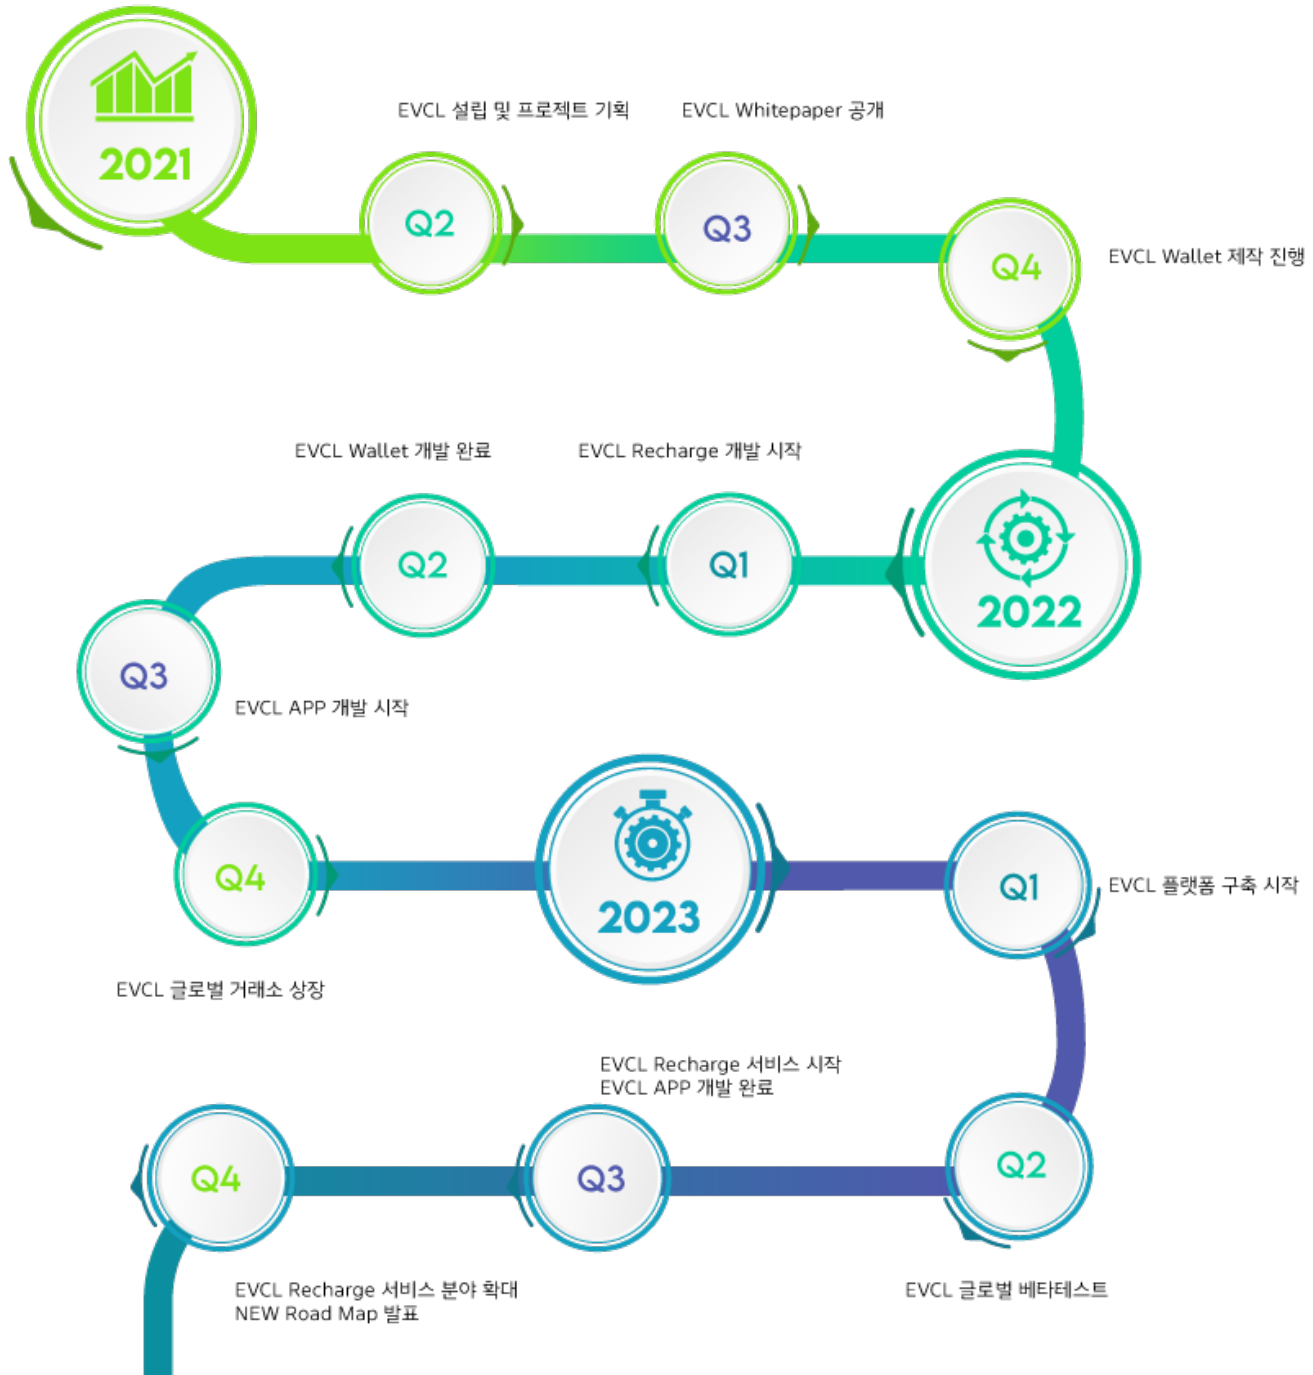 2021
EVCL 설립 및 프로젝트 기획
Q2
EVCL Whitepaper 공개
Q3
Q4
EVCL Wallet 제작 진행
2022
EVCL Recharge 개발 시작
Q1
EVCL Wallet 개발 완료
Q2
Q3
EVCL APP 개발 시작
Q4
EVCL 글로벌 거래소 상장
2023
Q1
EVCL 플랫폼 구축 시작
Q2
EVCL 글로벌 베타테스트
EVCL Recharge 서비스 시작
EVCL APP 개발 완료
Q3
Q4
EVCL Recharge 서비스 분야 확대
NEW Road Map 발표